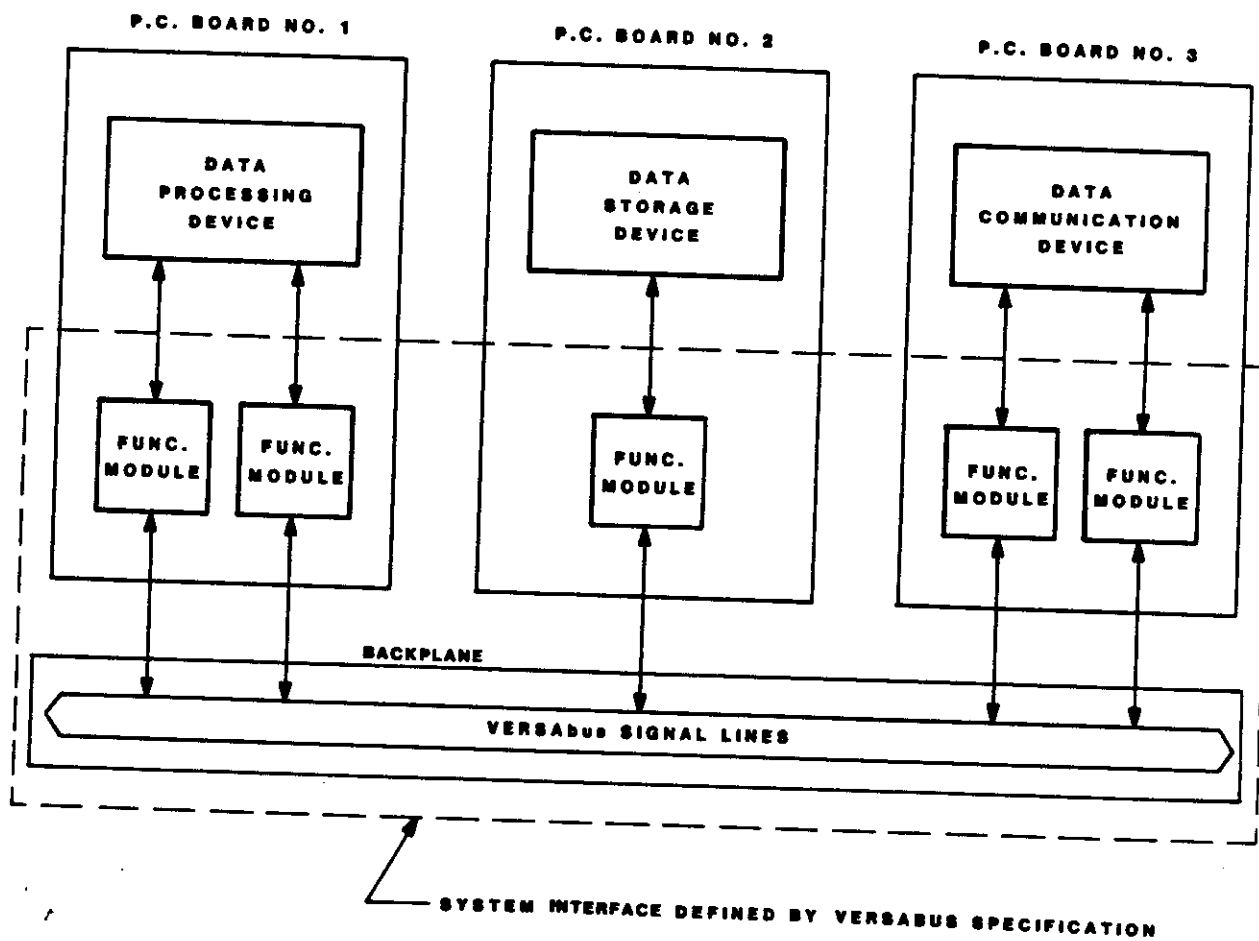 P.C. BOARD NO. 1
P.C. BOARD NO. 2
P.C. BOARD NO. 3
DATA
PROCESSING
DEVICE
DATA
STORAGE
DEVICE
DATA
COMMUNICATION
DEVICE
FUNC.
MODULE
FUNC.
MODULE
FUNC.
MODULE
FUNC.
MODULE
FUNC.
MODULE
BACKPLANE
VERSAbus SIGNAL LINES
SYSTEM INTERFACE DEFINED BY VERSABUS SPECIFICATION